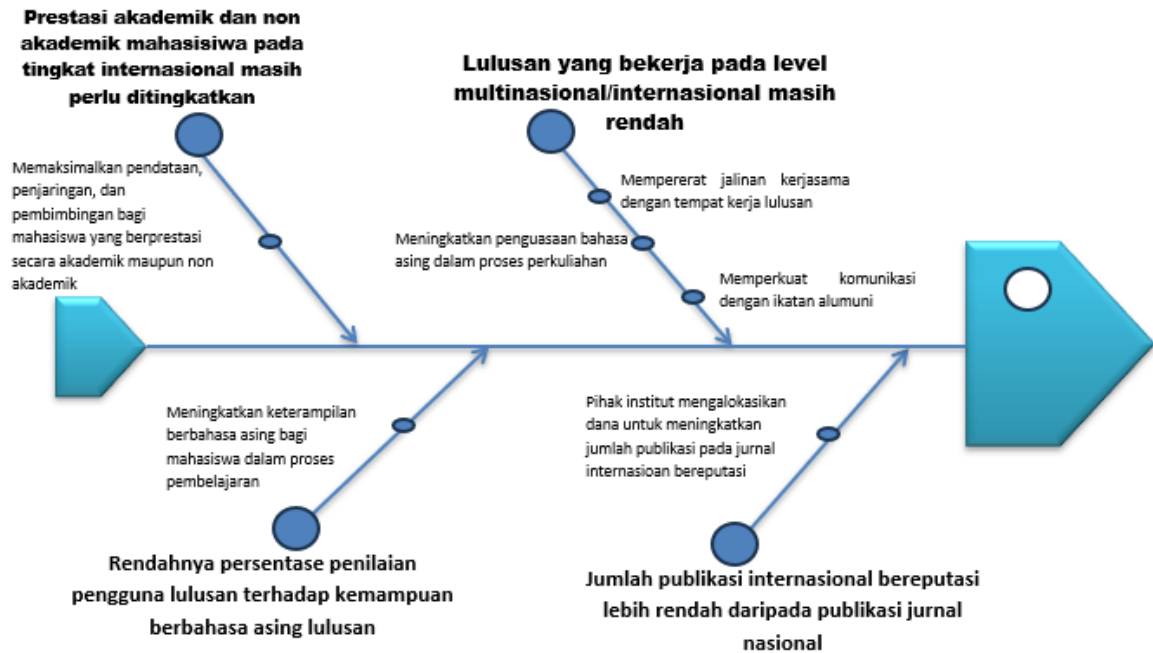 Prestasi akademik dan non
akademik mahasisiwa pada
tingkat internasional masih
perlu ditingkatkan
Lulusan yang bekerja pada level
multinasional/internasional masih
rendah
Memaksimalkan pendataan,
penjaringan, dan
pembimbingan bagi
mahasiswa yang berprestasi
secara akademik maupun non
akademik
Mempererat jalinan kerjasama
dengan tempat kerja lulusan
Meningkatkan penguasaan bahasa
asing dalam proses perkuliahan
Memperkuat komunikasi
dengan ikatan alumuni
Meningkatkan keterampilan
berbahasa asing bagi
mahasiswa dalam proses
pembelajaran
Pihak institut mengalokasikan
dana untuk meningkatkan
jumlah publikasi pada jurnal
internasioan bereputasi
Rendahnya persentase penilaian
pengguna lulusan terhadap kemampuan
berbahasa asing lulusan
Jumlah publikasi internasional bereputasi
lebih rendah daripada publikasi jurnal
nasional